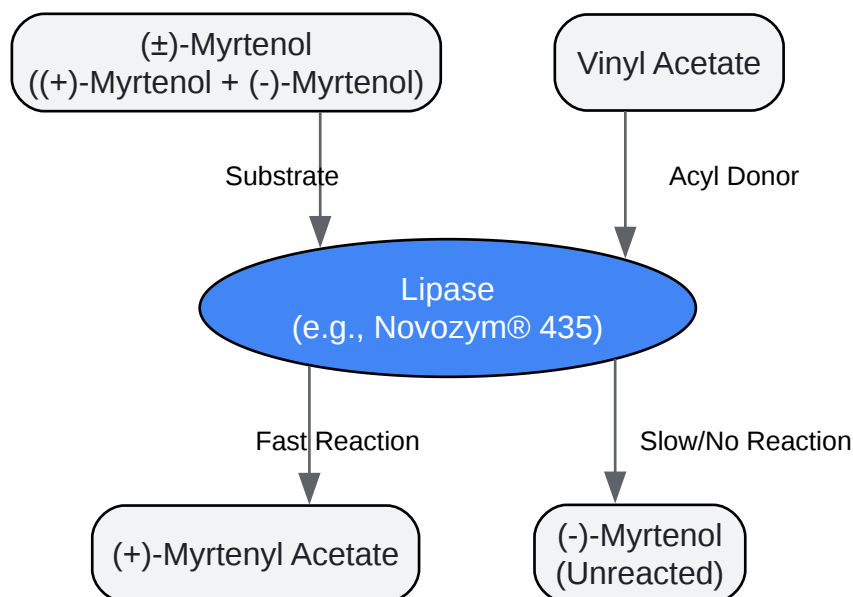 (±)-Myrtenol
((+)-Myrtenol + (-)-Myrtenol)
Vinyl Acetate
Substrate
Acyl Donor
Lipase
(e.g., Novozym® 435)
Fast Reaction
Slow/No Reaction
(+)-Myrtenyl Acetate
(-)-Myrtenol
(Unreacted)